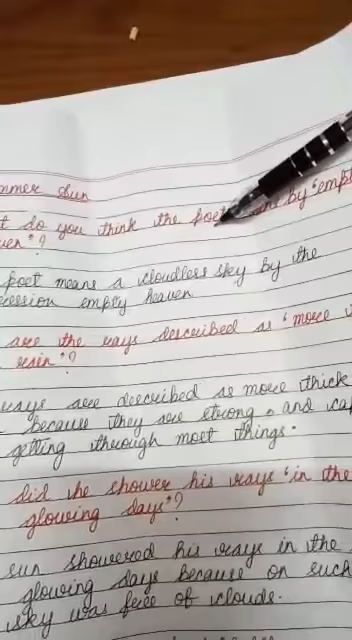 mmer sun
t do you think the poet by "empt
ven"?
poet means a cloudless sky by the
ression empty heaven
are the rays described as "more
rain"?
rays are described as more thick
because they are strong and ca
getting through most things.
did he shower his rays "in the
glowing days"?
sun showered his rays in the
glowing days because on such
sky was free of clouds.